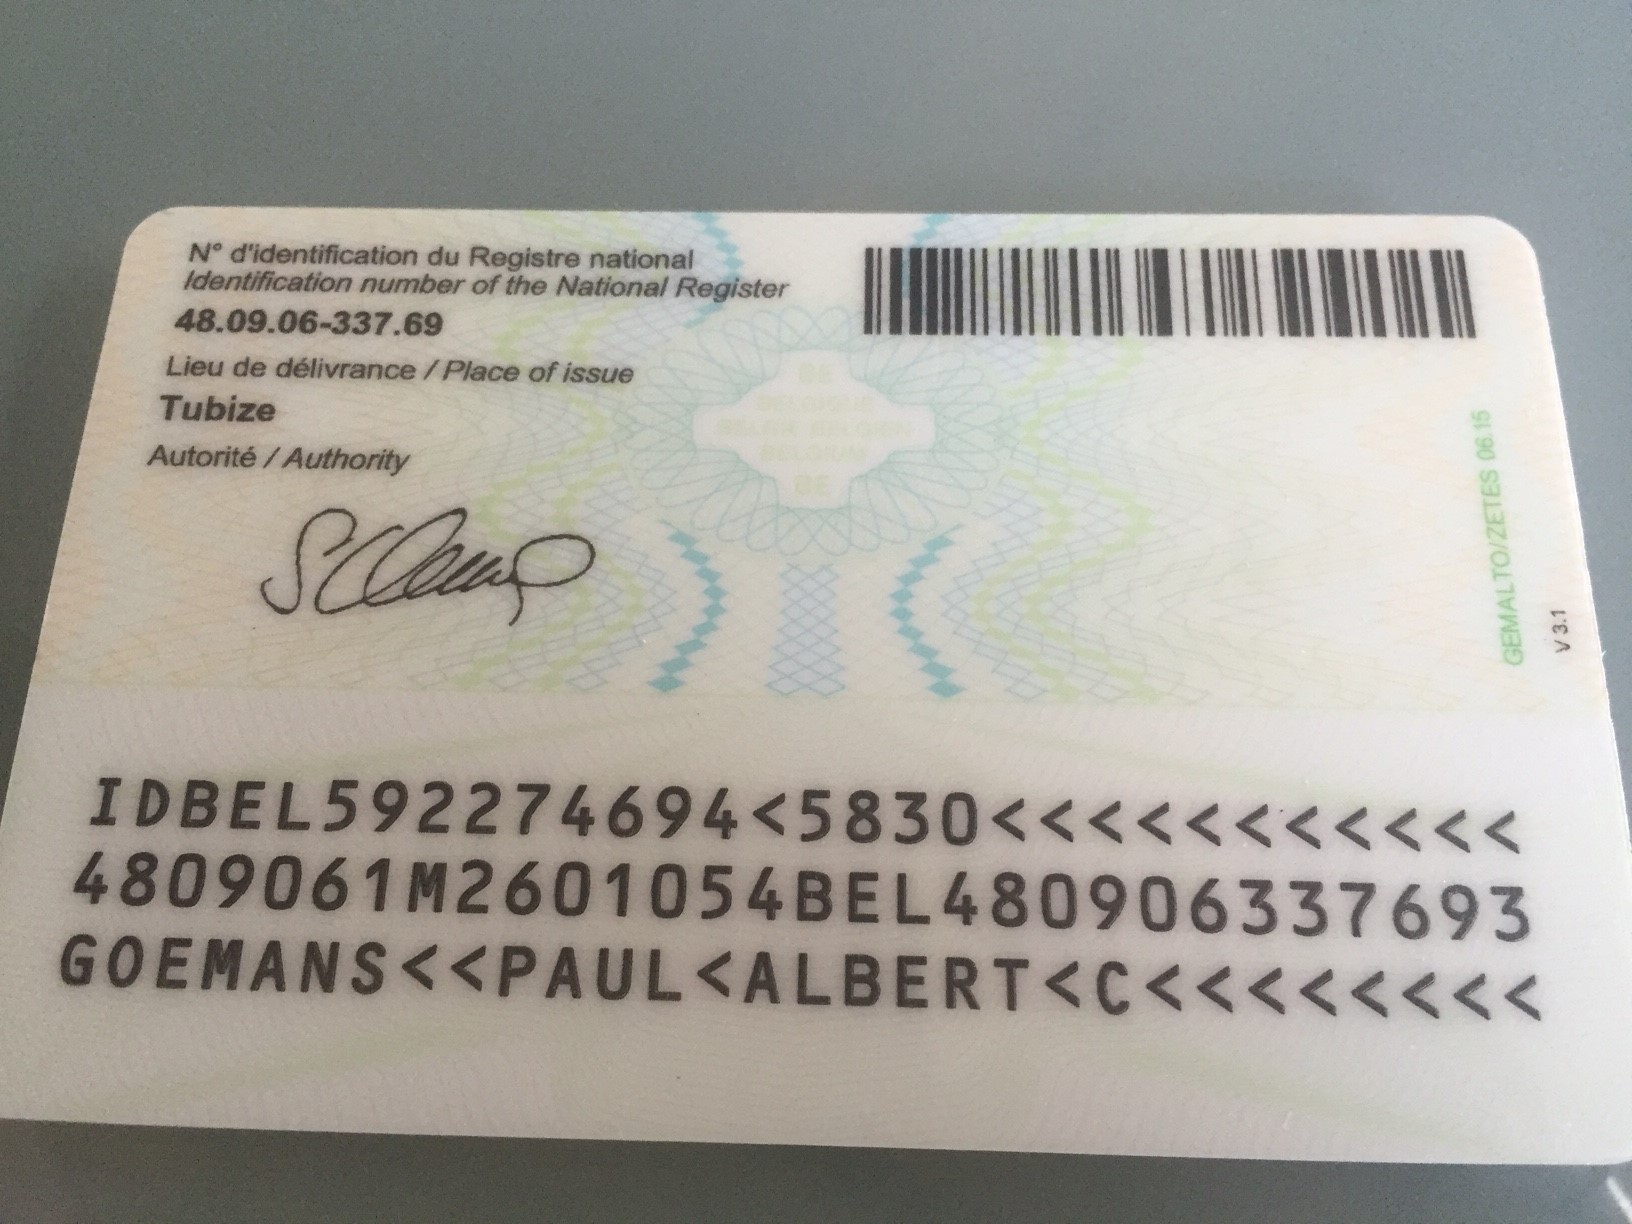 N° d'identification du Registre national
Identification number of the National Register
48.09.06-337.69
Lieu de délivrance / Place of issue
Tubize
Autorité / Authority
GEMALTO/ZETES 06.15
V 3.1
IDBEL592274694<5830<<<<<<<<<<<
4809061M2601054BEL480906337693
GOEMANS<<PAUL<ALBERT<C<<<<<<<<